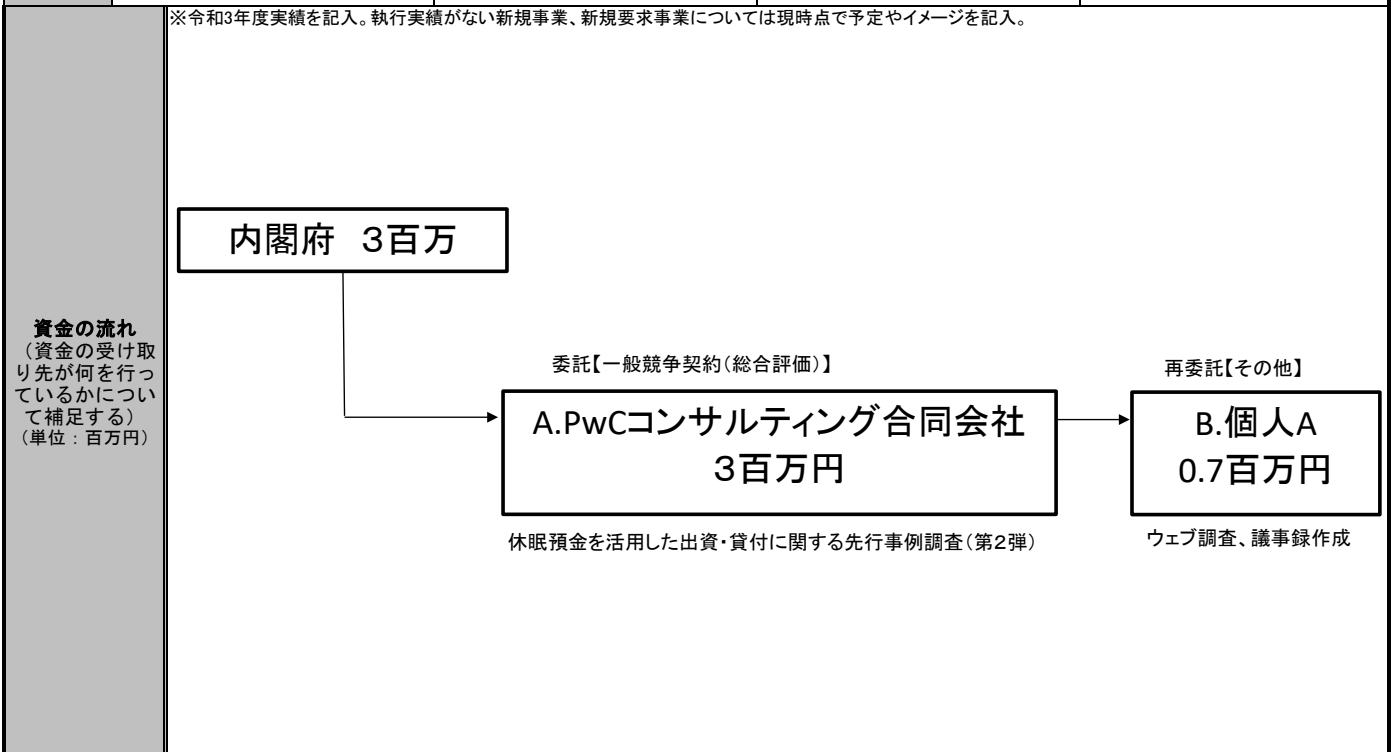 ※令和3年度実績を記入。執行実績がない新規事業、新規要求事業については現時点で予定やイメージを記入。
資金の流れ
（資金の受け取
り先が何を行っ
ているかについ
て補足する）
（単位：百万円）
内閣府　３百万
委託【一般競争契約（総合評価）】
A.PwCコンサルティング合同会社
３百万円
休眠預金を活用した出資・貸付に関する先行事例調査（第２弾）
再委託【その他】
B.個人A
0.7百万円
ウェブ調査、議事録作成